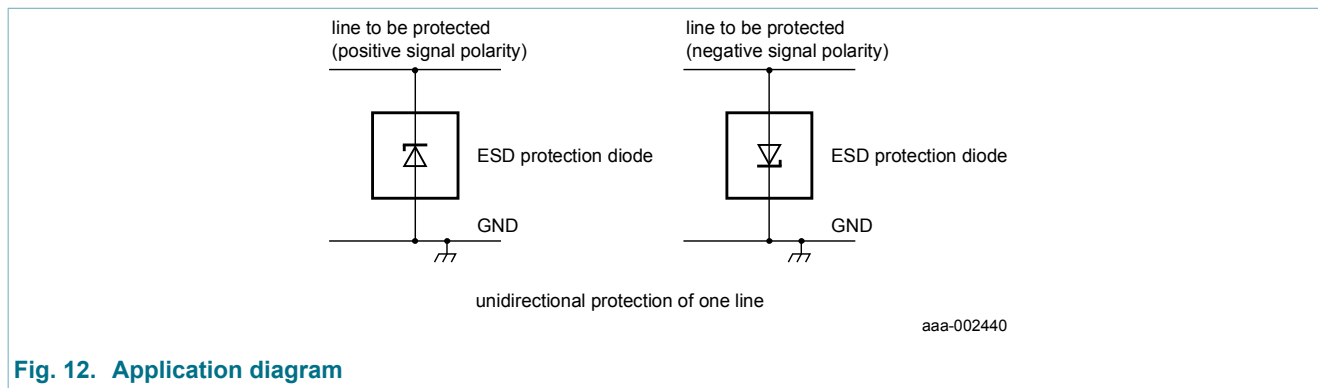 line to be protected
(positive signal polarity)
ESD protection diode
GND
line to be protected
(negative signal polarity)
ESD protection diode
GND
unidirectional protection of one line
aaa-002440
Fig. 12. Application diagram